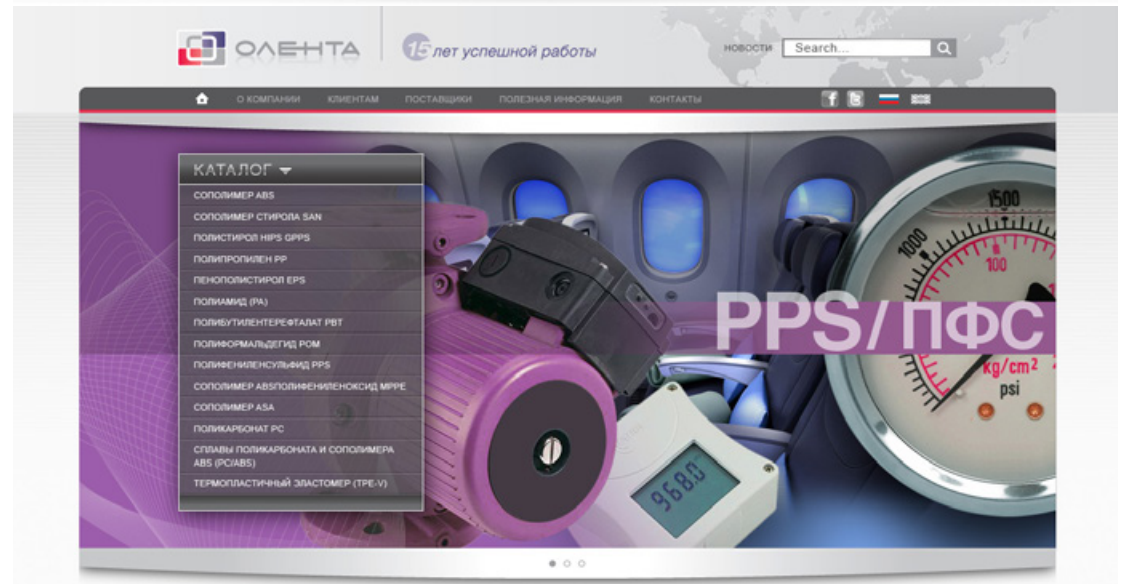 ОЛЕНТА
15 лет успешной работы
НОВОСТИ
Search...
О КОМПАНИИ КЛИЕНТАМ ПОСТАВЩИКИ ПОЛЕЗНАЯ ИНФОРМАЦИЯ КОНТАКТЫ
КАТАЛОГ
СОПОЛИМЕР ABS
СОПОЛИМЕР СТИРОЛА SAN
ПОЛИСТИРОЛ HIPS GPPS
ПОЛИПРОПИЛЕН PP
ПЕНОПОЛИСТИРОЛ EPS
ПОЛИАМИД (PA)
ПОЛИБУТИЛЕНТЕРЕФТАЛАТ PBT
ПОЛИФОРМАЛЬДЕГИД POM
ПОЛИФЕНИЛЕНСУЛЬФИД PPS
СОПОЛИМЕР ABSПОЛИФЕНИЛЕНОКСИД MPPE
СОПОЛИМЕР ASA
ПОЛИКАРБОНАТ PC
СПЛАВЫ ПОЛИКАРБОНАТА И СОПОЛИМЕРА
ABS (PC/ABS)
ТЕРМОПЛАСТИЧНЫЙ ЭЛАСТОМЕР (TPE-V)
1500
1000
100
PPS/ПФС
kg/cm²
psi
968.0